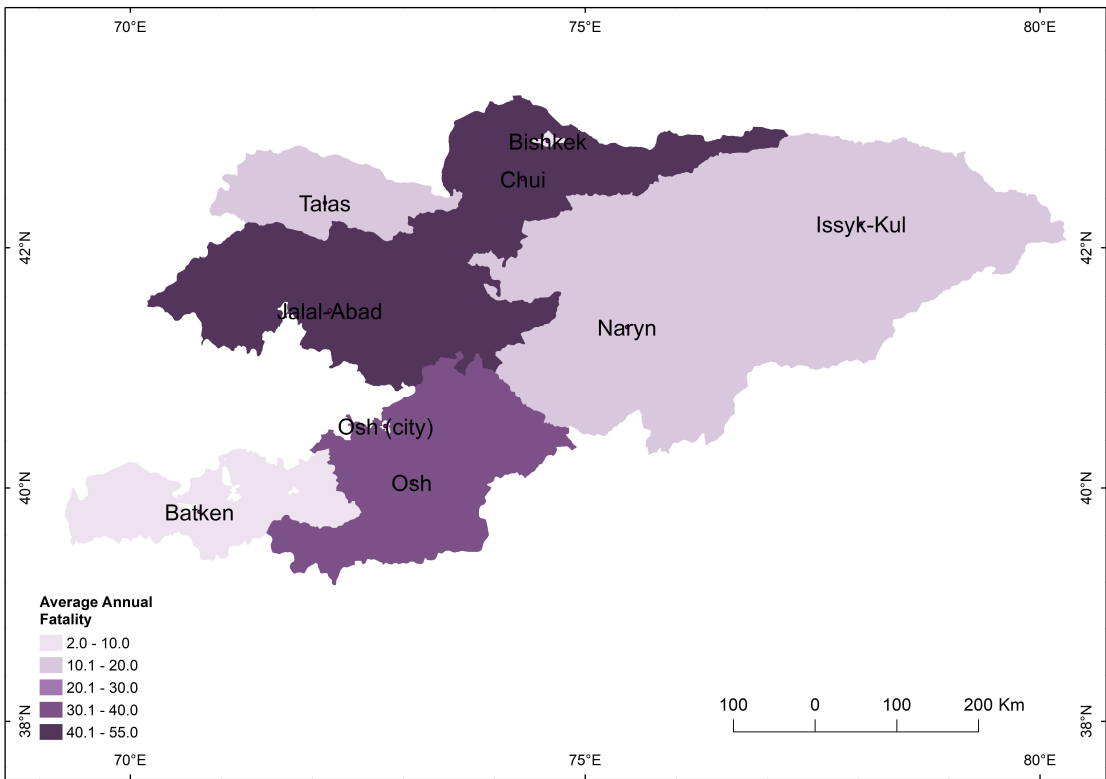 70°E 75°E 80°E
Bishkek
Chui
Talas
Issyk-Kul
42°N 42°N
Jalal-Abad
Naryn
Osh (city)
Osh
40°N 40°N
Batken
Average Annual
Fatality
2.0 - 10.0
10.1 - 20.0
20.1 - 30.0
30.1 - 40.0
40.1 - 55.0
100 0 100 200 Km
38°N 38°N
70°E 75°E 80°E